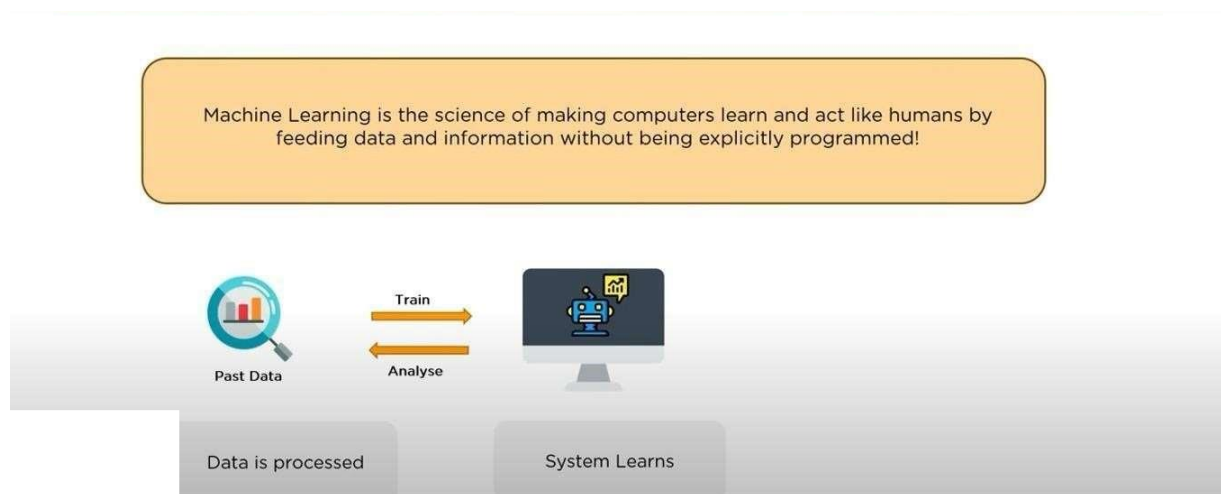 Machine Learning is the science of making computers learn and act like humans by
feeding data and information without being explicitly programmed!
Train
Past Data
Analyse
Data is processed
System Learns